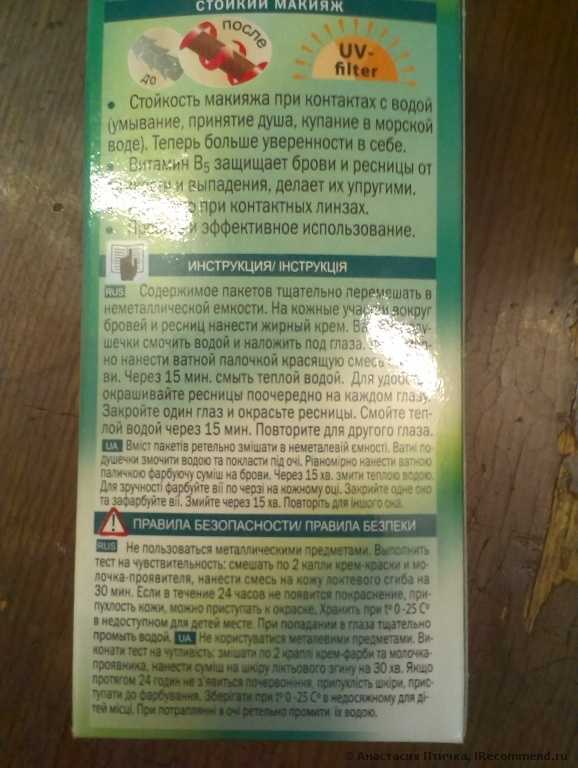 СТОЙКИЙ МАКИЯЖ
до
после
UV-
filter
• Стойкость макияжа при контактах с водой
(умывание, принятие душа, купание в морской
воде). Теперь больше уверенности в себе.
• Витамин B5 защищает брови и ресницы от
и выпадения, делает их упругими.
при контактных линзах.
• и эффективное использование.
ИНСТРУКЦИЯ/ ІНСТРУКЦІЯ
RUS Содержимое пакетов тщательно перемешать в
неметаллической емкости. На кожные участки вокруг
бровей и ресниц нанести жирный крем.
шечки смочить водой и наложить под глаза.
но нанести ватной палочкой красящую смесь
ви. Через 15 мин. смыть теплой водой. Для удобс
окрашивайте ресницы поочередно на каждом глазу.
Закройте один глаз и окрасьте ресницы. Смойте теп-
лой водой через 15 мин. Повторите для другого глаза.
UA Вміст пакетів ретельно змішати в неметалевій ємності. Ватні по-
душечки змочити водою та покласти під очі. Рівномірно нанести ватною
паличкою фарбуючу суміш на брови. Через 15 хв. змити теплою водою.
Для зручності фарбуйте вії по черзі на кожному оці. Закрийте одне око
та зафарбуйте вії. Змийте через 15 хв. Повторіть для іншого ока.
ПРАВИЛА БЕЗОПАСНОСТИ/ ПРАВИЛА БЕЗПЕКИ
RUS Не пользоваться металлическими предметами. Выполнить
тест на чувствительность: смешать по 2 капли крем-краски и мо-
лочка-проявителя, нанести смесь на кожу локтевого сгиба на
30 мин. Если в течение 24 часов не появится покраснение, при-
пухлость кожи, можно приступать к окраске. Хранить при t° 0 -25 C°
в недоступном для детей месте. При попадании в глаза тщательно
промыть водой. UA Не користуватися металевими предметами. Ви-
конати тест на чутливість: змішати по 2 краплі крем-фарби та молочка-
проявника, нанести суміш на шкіру ліктьового згину на 30 хв. Якщо
протягом 24 годин не з'явиться почервоніння, припухлість шкіри, прис-
тупати до фарбування. Зберігати при t° 0 -25 C° в недосяжному для ді-
тей місці. При потраплянні в очі ретельно промити їх водою.
© Анастасия Птичка, IRecommend.ru